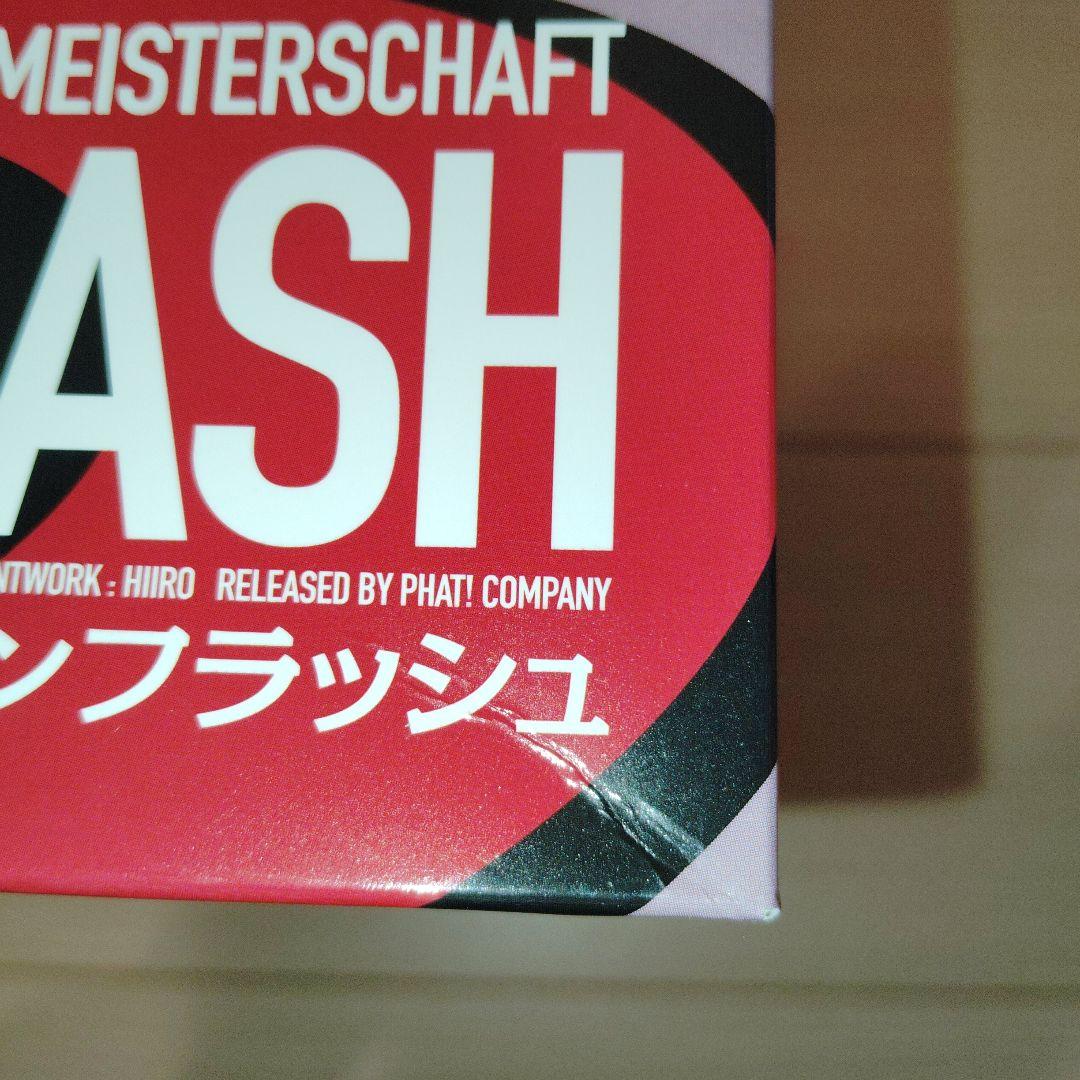 MEISTERSCHAFT
ASH
NTWORK : HIIRO RELEASED BY PHAT! COMPANY
ンフラッシュ